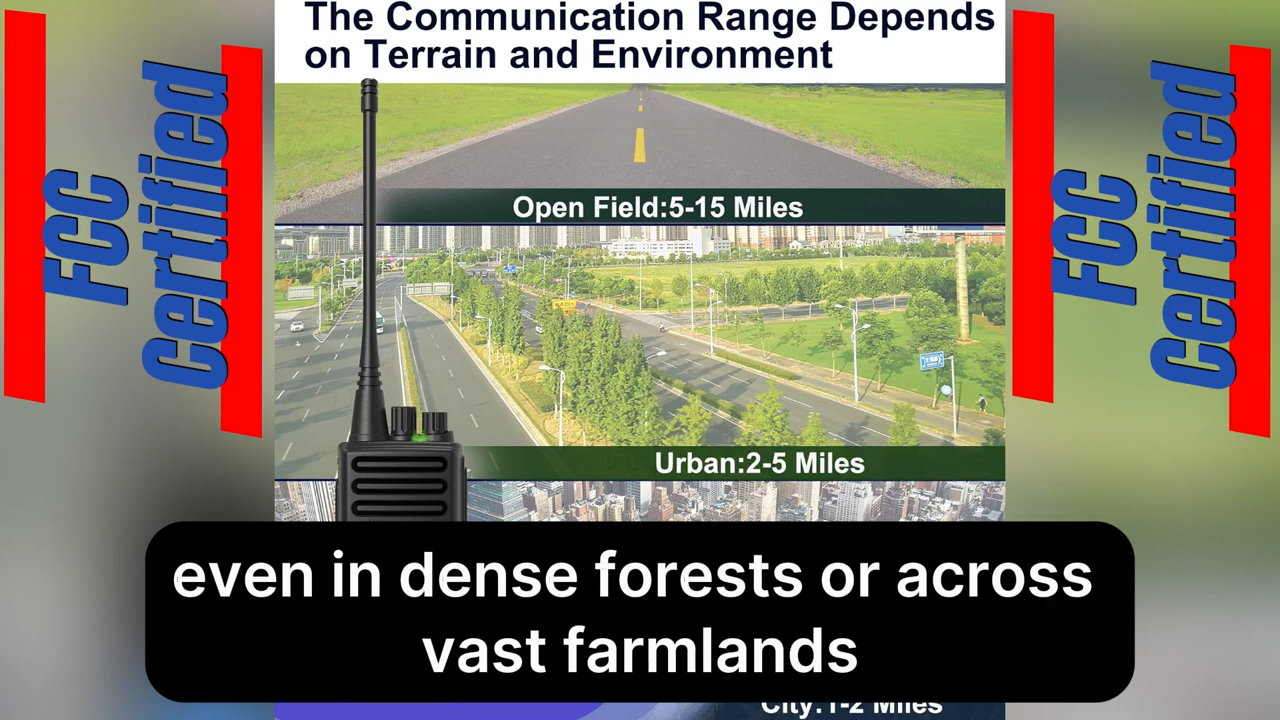 The Communication Range Depends
on Terrain and Environment
FCC
Certified
FCC
Certified
Open Field:5-15 Miles
Urban:2-5 Miles
even in dense forests or across
vast farmlands
City:1-2 Miles